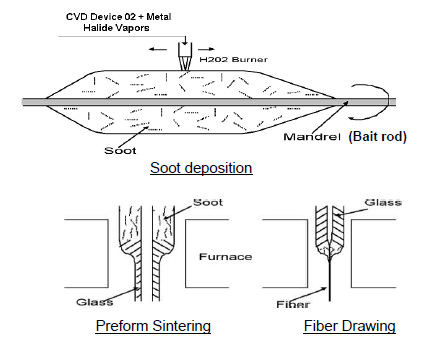 CVD Device 02 + Metal
Halide Vapors
H202 Burner
Mandrel (Bait rod)
Soot
Soot deposition
Soot
Glass
Furnace
Glass
Fiber
Preform Sintering
Fiber Drawing